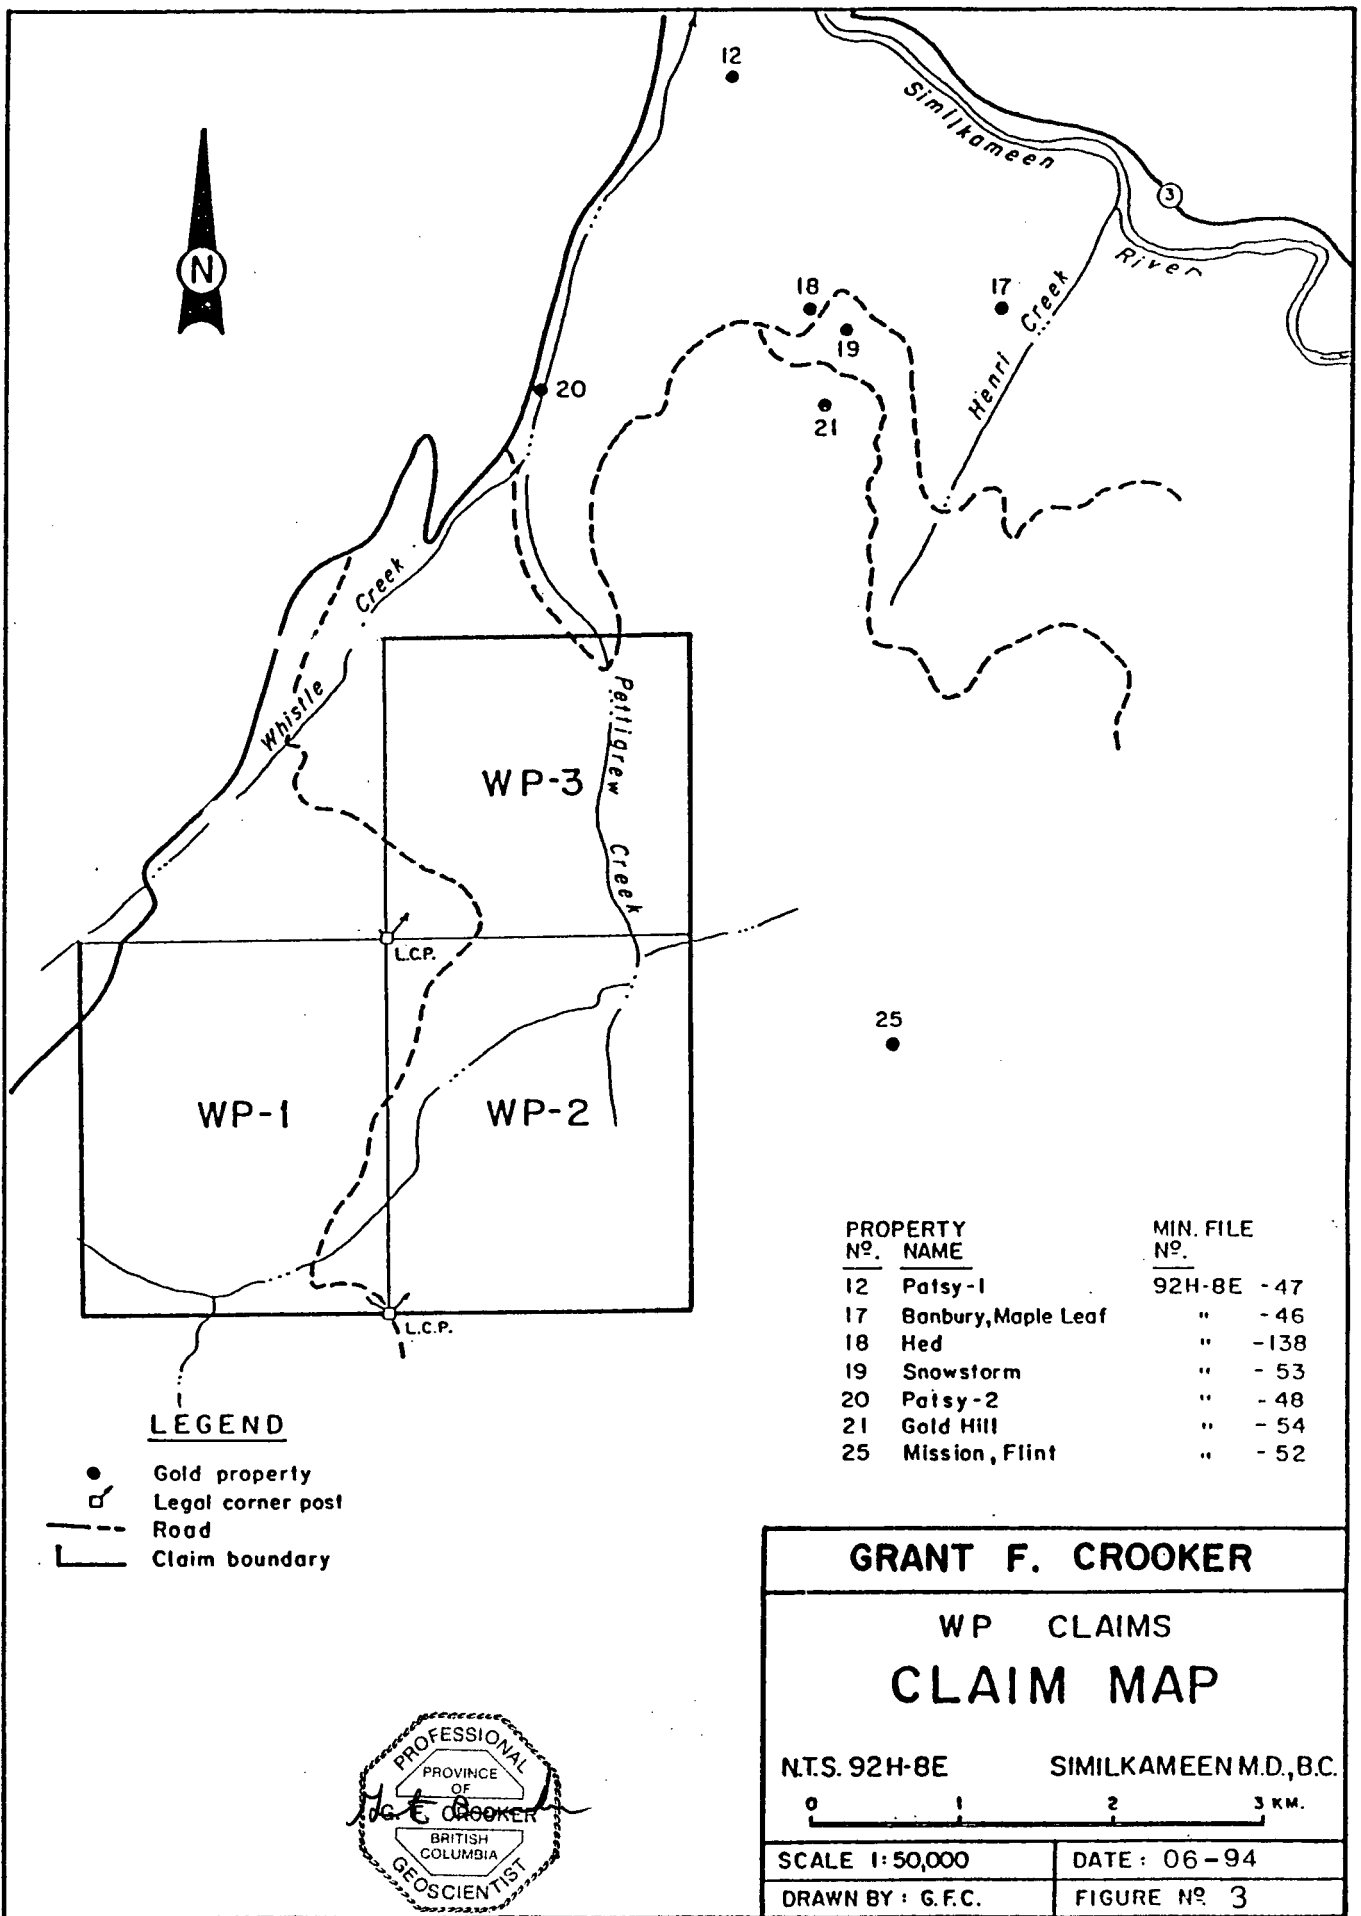 12
Similkameen
3
River
N
18
17
19
Henri Creek
20
21
Creek
Whistle
Pettigrew Creek
WP-3
L.C.P.
25
WP-1
WP-2
L.C.P.
PROPERTY MIN. FILE
Nº. NAME Nº.
12 Patsy-1 92H-8E -47
17 Banbury, Maple Leaf " -46
18 Hed " -138
19 Snowstorm " -53
20 Patsy-2 " -48
21 Gold Hill " -54
25 Mission, Flint " -52
LEGEND
Gold property
Legal corner post
Road
Claim boundary
GRANT F. CROOKER
WP CLAIMS
CLAIM MAP
N.T.S. 92H-8E SIMILKAMEEN M.D., B.C.
0 1 2 3 KM.
SCALE 1:50,000 DATE: 06-94
DRAWN BY: G.F.C. FIGURE Nº 3
PROFESSIONAL
PROVINCE
OF
CROOKER
BRITISH
COLUMBIA
GEOSCIENTIST